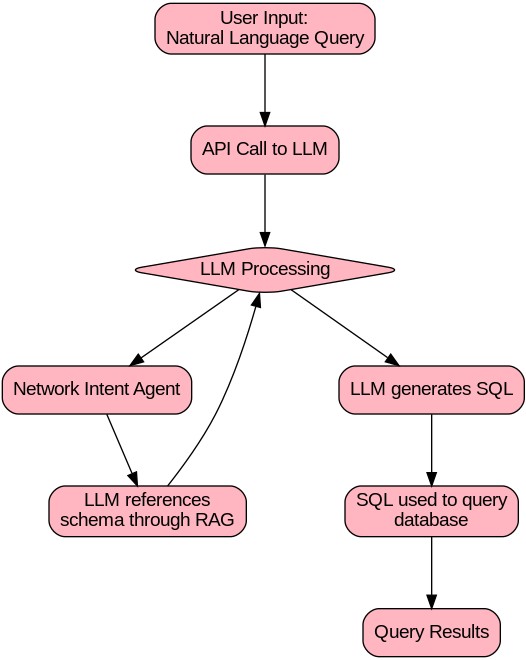 User Input:
Natural Language Query
API Call to LLM
LLM Processing
Network Intent Agent
LLM generates SQL
LLM references
schema through RAG
SQL used to query
database
Query Results